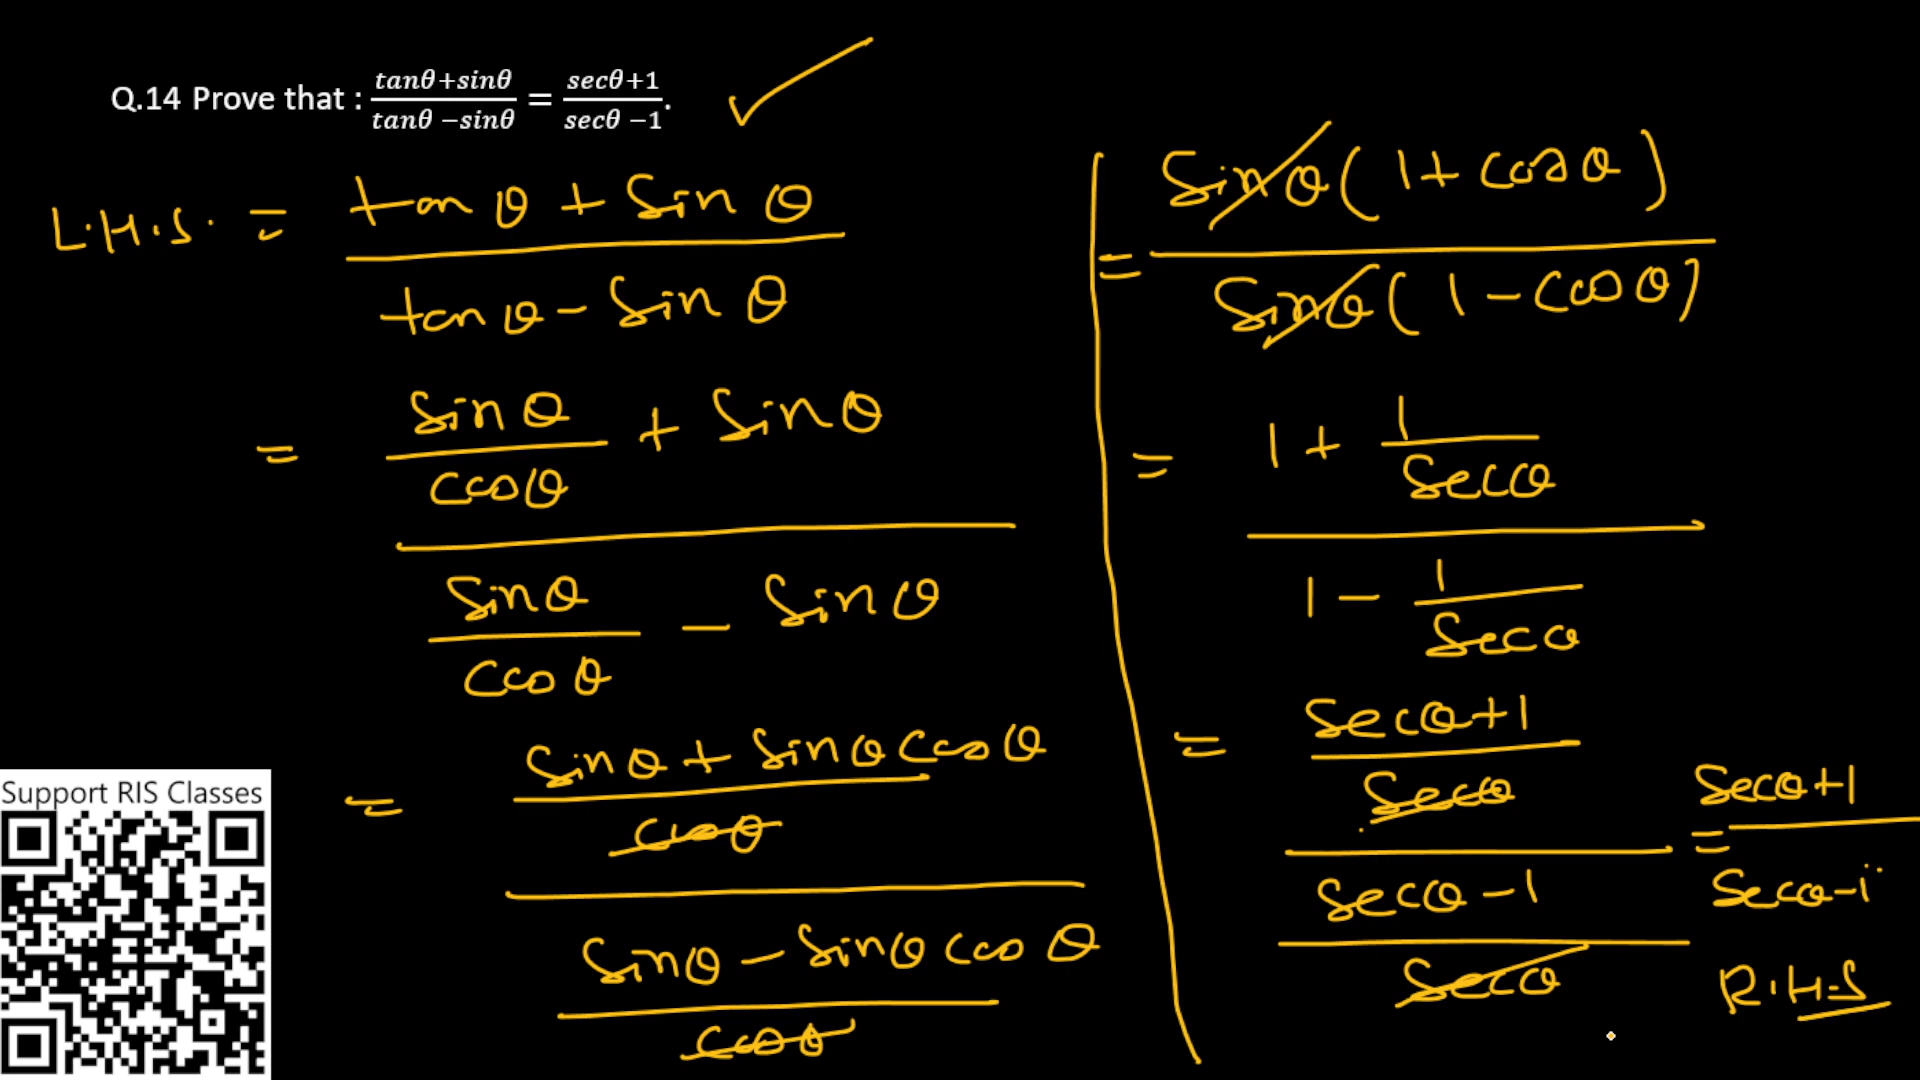 Q.14 Prove that : (tanθ+sinθ)/(tanθ −sinθ) = (secθ+1)/(secθ −1).
L.H.S. = (tan θ + Sin θ)/(tan θ - Sin θ)
= (Sin θ/Cos θ + Sin θ)/(Sin θ/Cos θ - Sin θ)
= ((Sin θ + Sin θ Cos θ)/Cos θ)/((Sin θ - Sin θ Cos θ)/Cos θ)
= Sin θ (1 + Cos θ)/Sin θ (1 - Cos θ)
= (1 + 1/Sec θ)/(1 - 1/Sec θ)
= ((Sec θ + 1)/Sec θ)/((Sec θ - 1)/Sec θ)
= (Sec θ + 1)/(Sec θ - 1)
R.H.S
Support RIS Classes